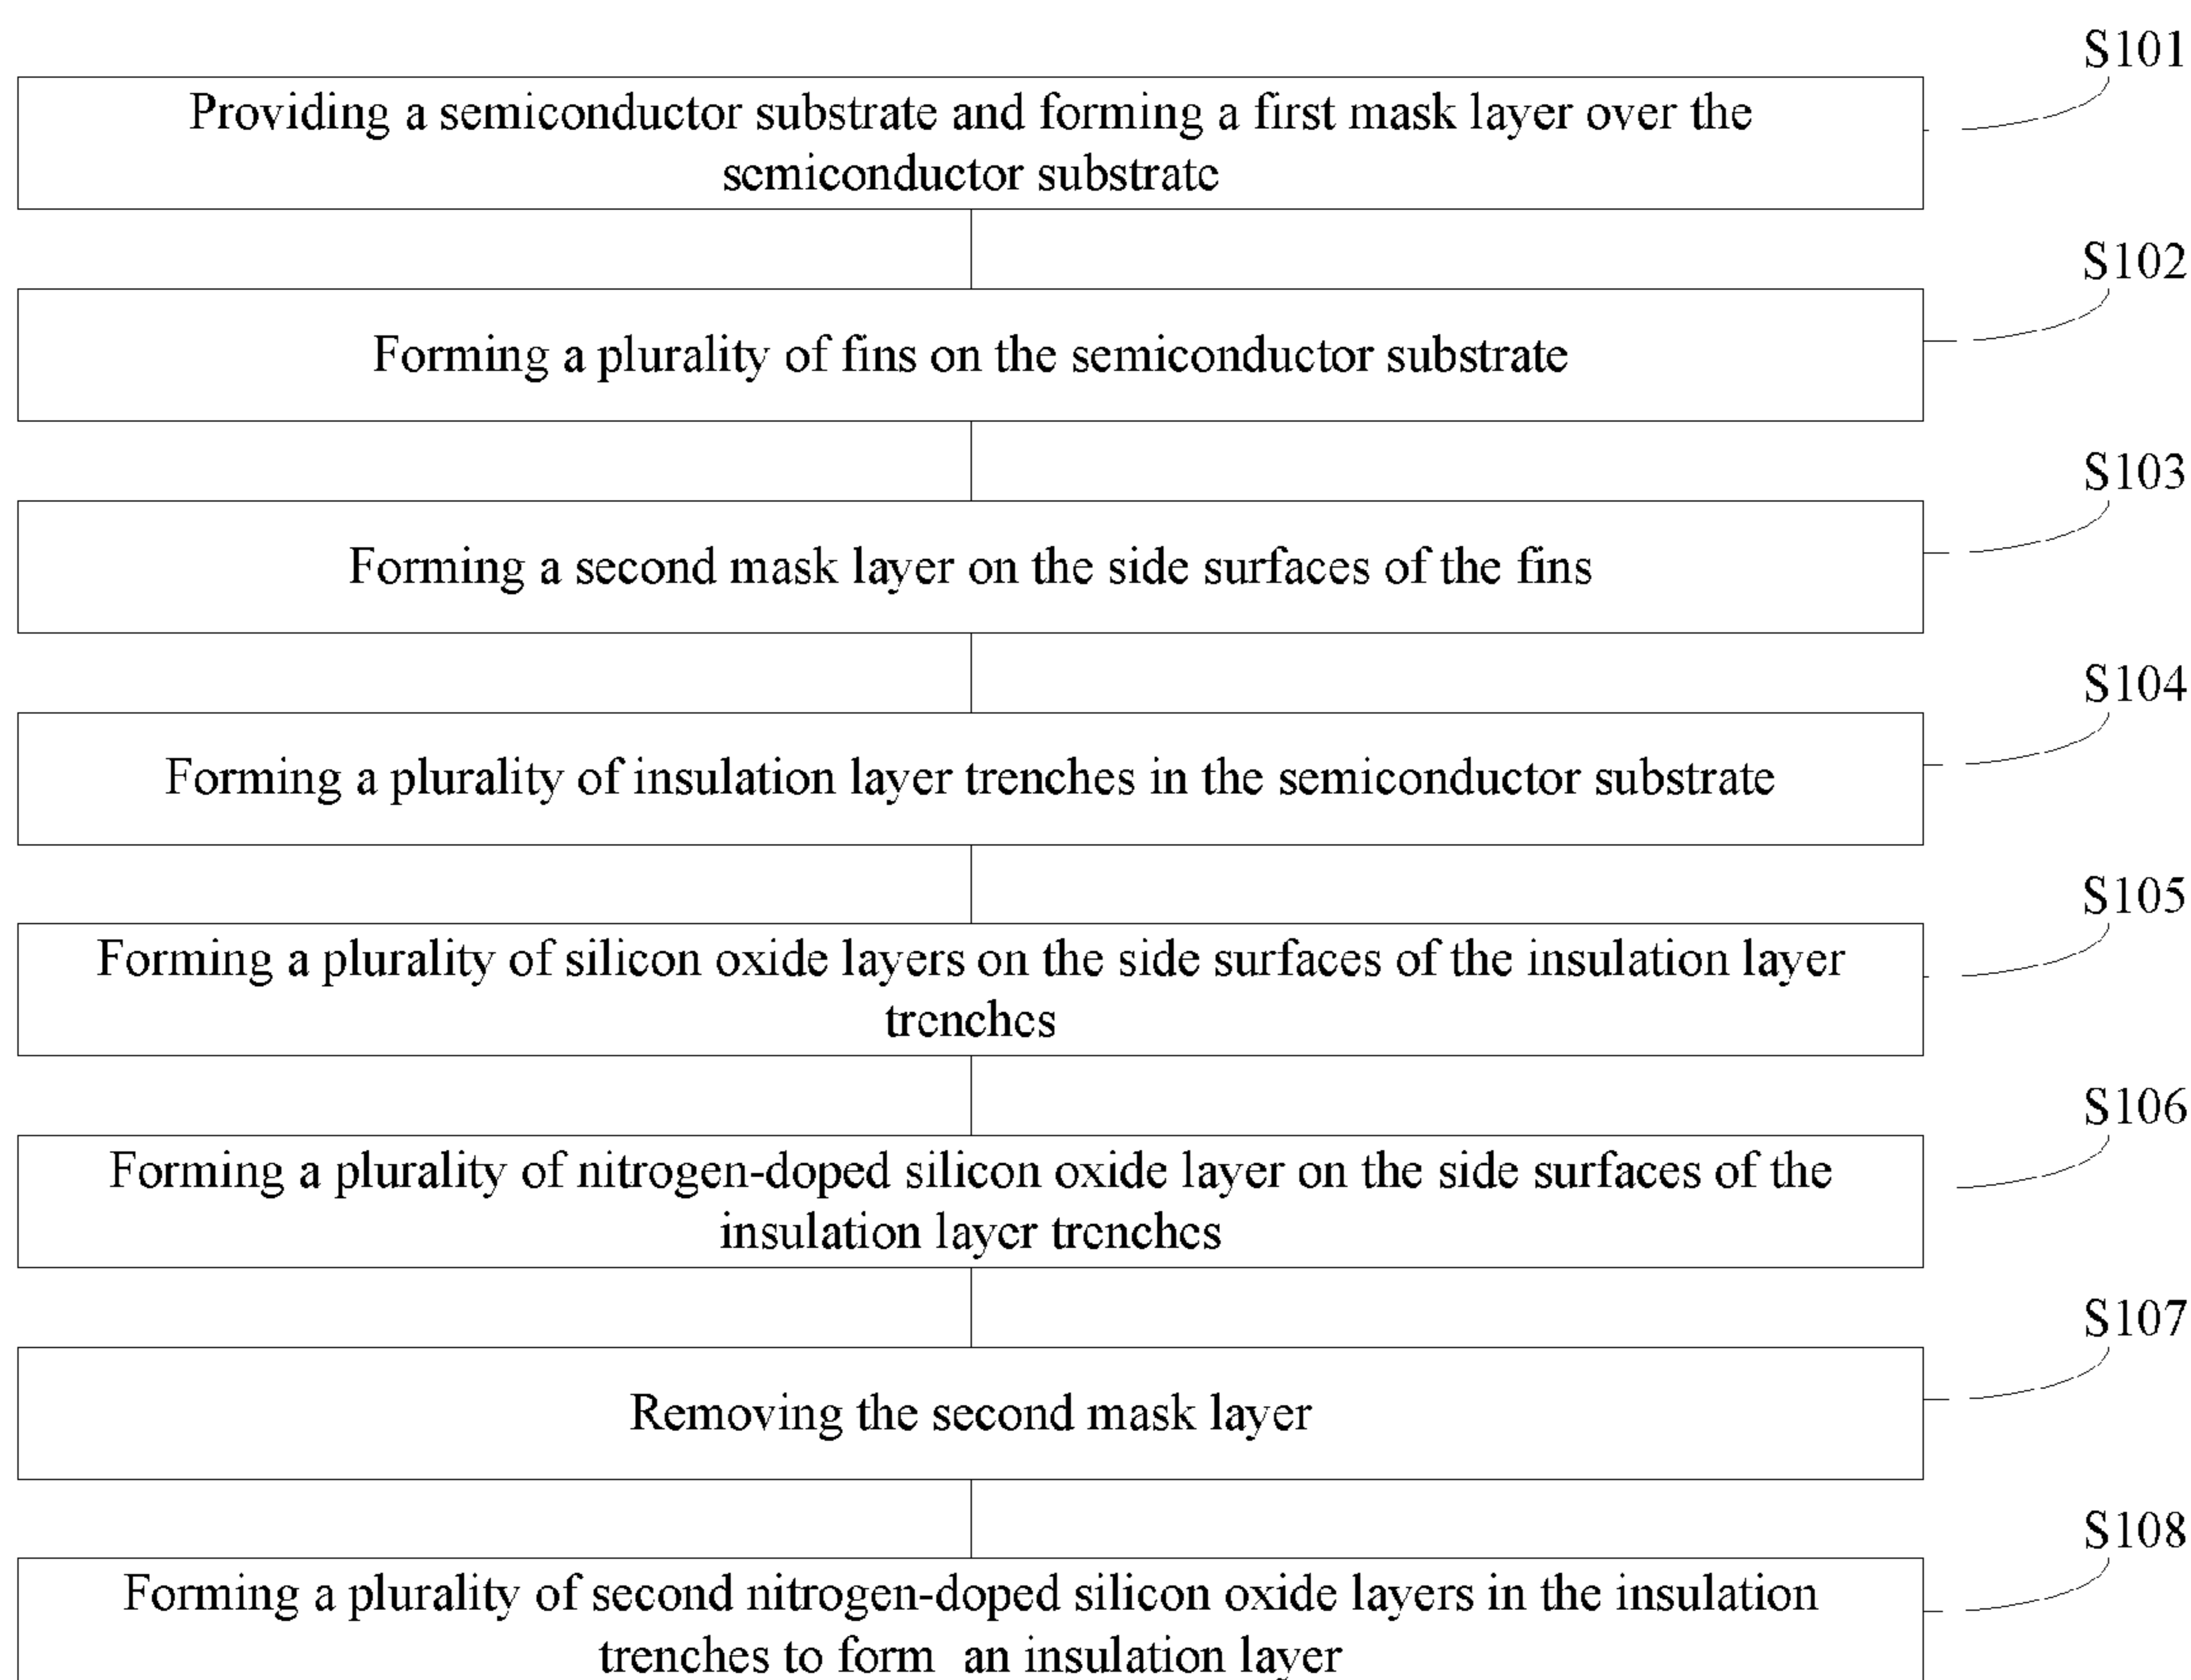 S101
Providing a semiconductor substrate and forming a first mask layer over the
semiconductor substrate
S102
Forming a plurality of fins on the semiconductor substrate
S103
Forming a second mask layer on the side surfaces of the fins
S104
Forming a plurality of insulation layer trenches in the semiconductor substrate
S105
Forming a plurality of silicon oxide layers on the side surfaces of the insulation layer
trenches
S106
Forming a plurality of nitrogen-doped silicon oxide layer on the side surfaces of the
insulation layer trenches
S107
Removing the second mask layer
S108
Forming a plurality of second nitrogen-doped silicon oxide layers in the insulation
trenches to form an insulation layer